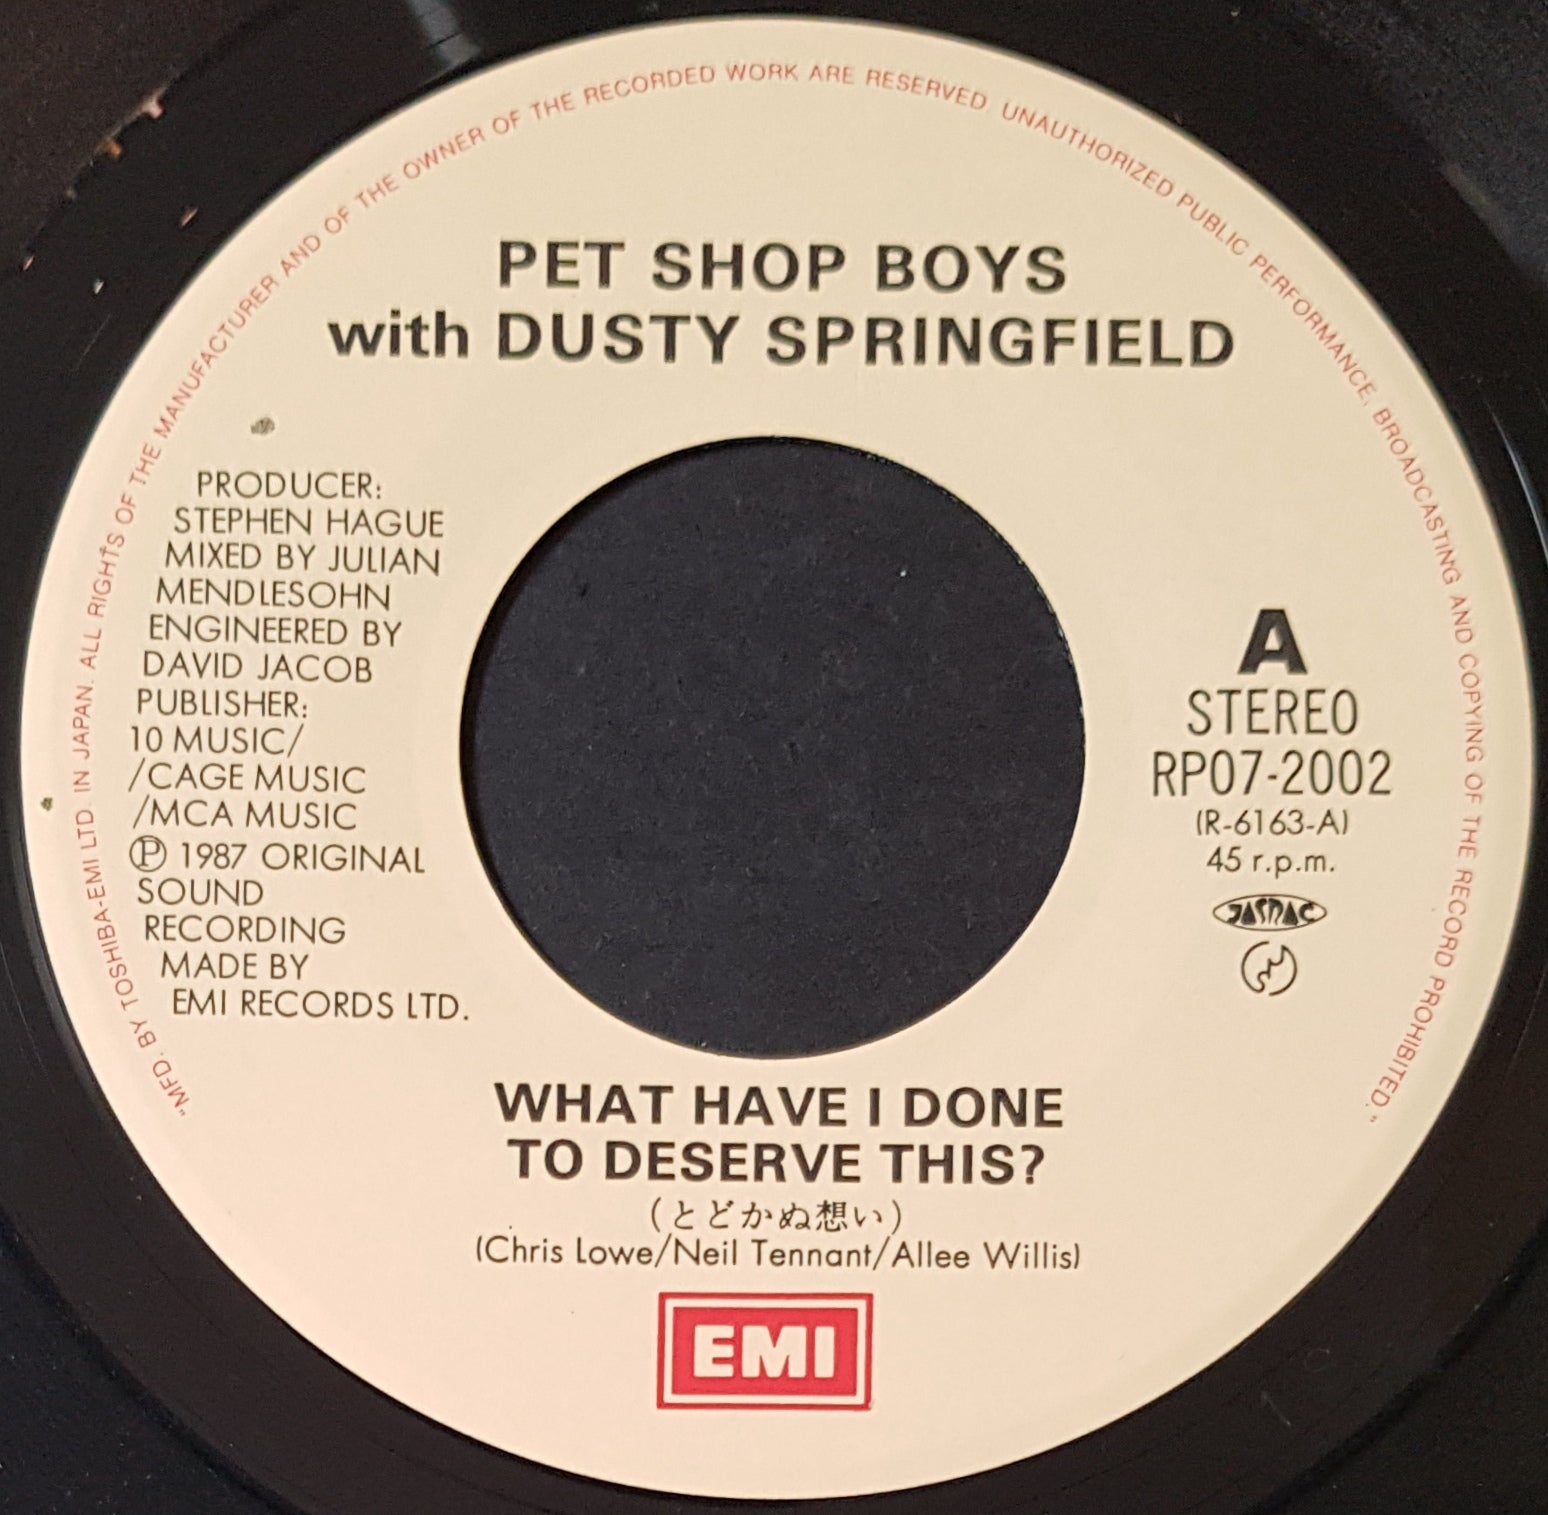 "MFD. BY TOSHIBA-EMI LTD. IN JAPAN. ALL RIGHTS OF THE MANUFACTURER AND OF THE OWNER OF THE RECORDED WORK ARE RESERVED. UNAUTHORIZED PUBLIC PERFORMANCE, BROADCASTING AND COPYING OF THE RECORD PROHIBITED."
PET SHOP BOYS
with DUSTY SPRINGFIELD
PRODUCER:
STEPHEN HAGUE
MIXED BY JULIAN
MENDLESOHN
ENGINEERED BY
DAVID JACOB
PUBLISHER:
10 MUSIC/
/CAGE MUSIC
/MCA MUSIC
Ⓟ 1987 ORIGINAL
SOUND
RECORDING
MADE BY
EMI RECORDS LTD.
A
STEREO
RP07-2002
(R-6163-A)
45 r.p.m.
JASRAC
WHAT HAVE I DONE
TO DESERVE THIS?
(とどかぬ想い)
(Chris Lowe/Neil Tennant/Allee Willis)
EMI